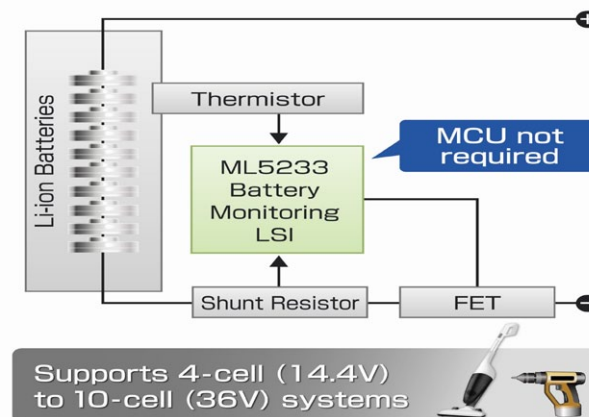 Li-ion Batteries
Thermistor
MCU not
required
ML5233
Battery
Monitoring
LSI
Shunt Resistor
FET
Supports 4-cell (14.4V)
to 10-cell (36V) systems